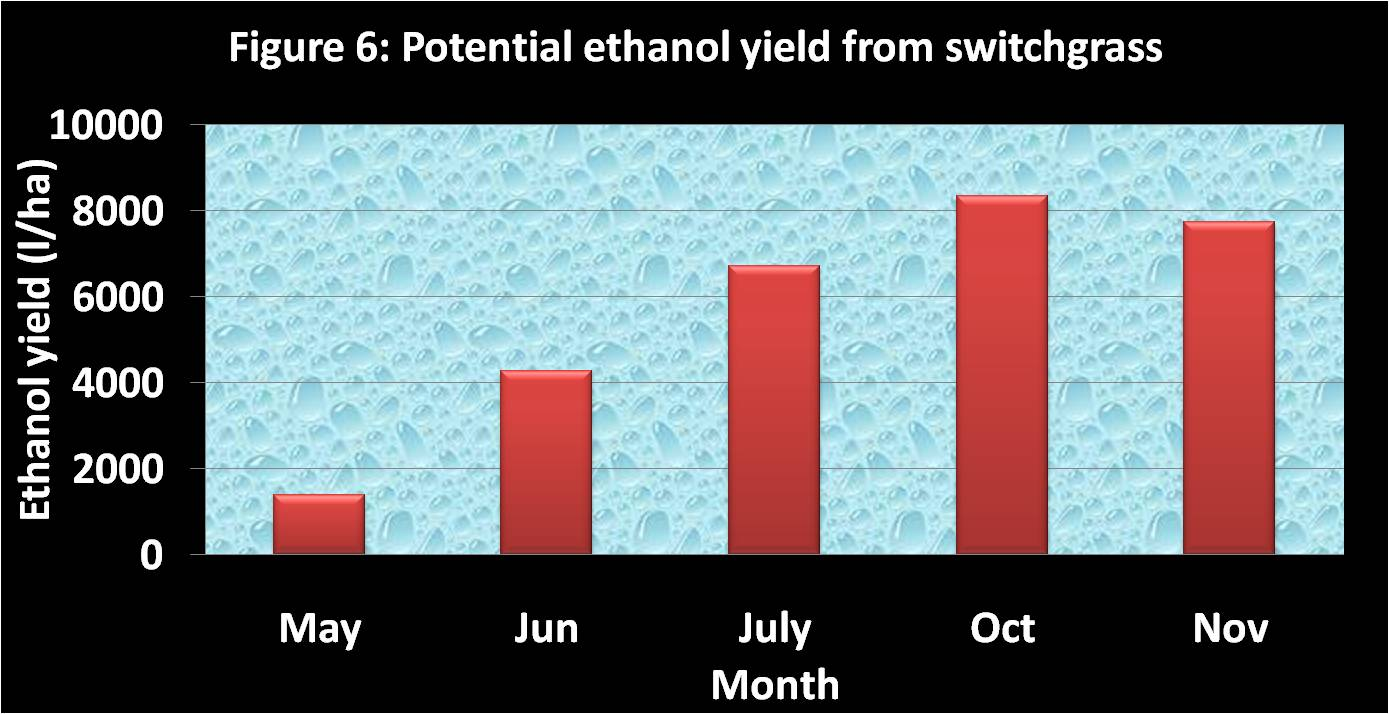 Figure 6: Potential ethanol yield from switchgrass
Ethanol yield (l/ha)
10000
8000
6000
4000
2000
0
May Jun July Oct Nov
Month